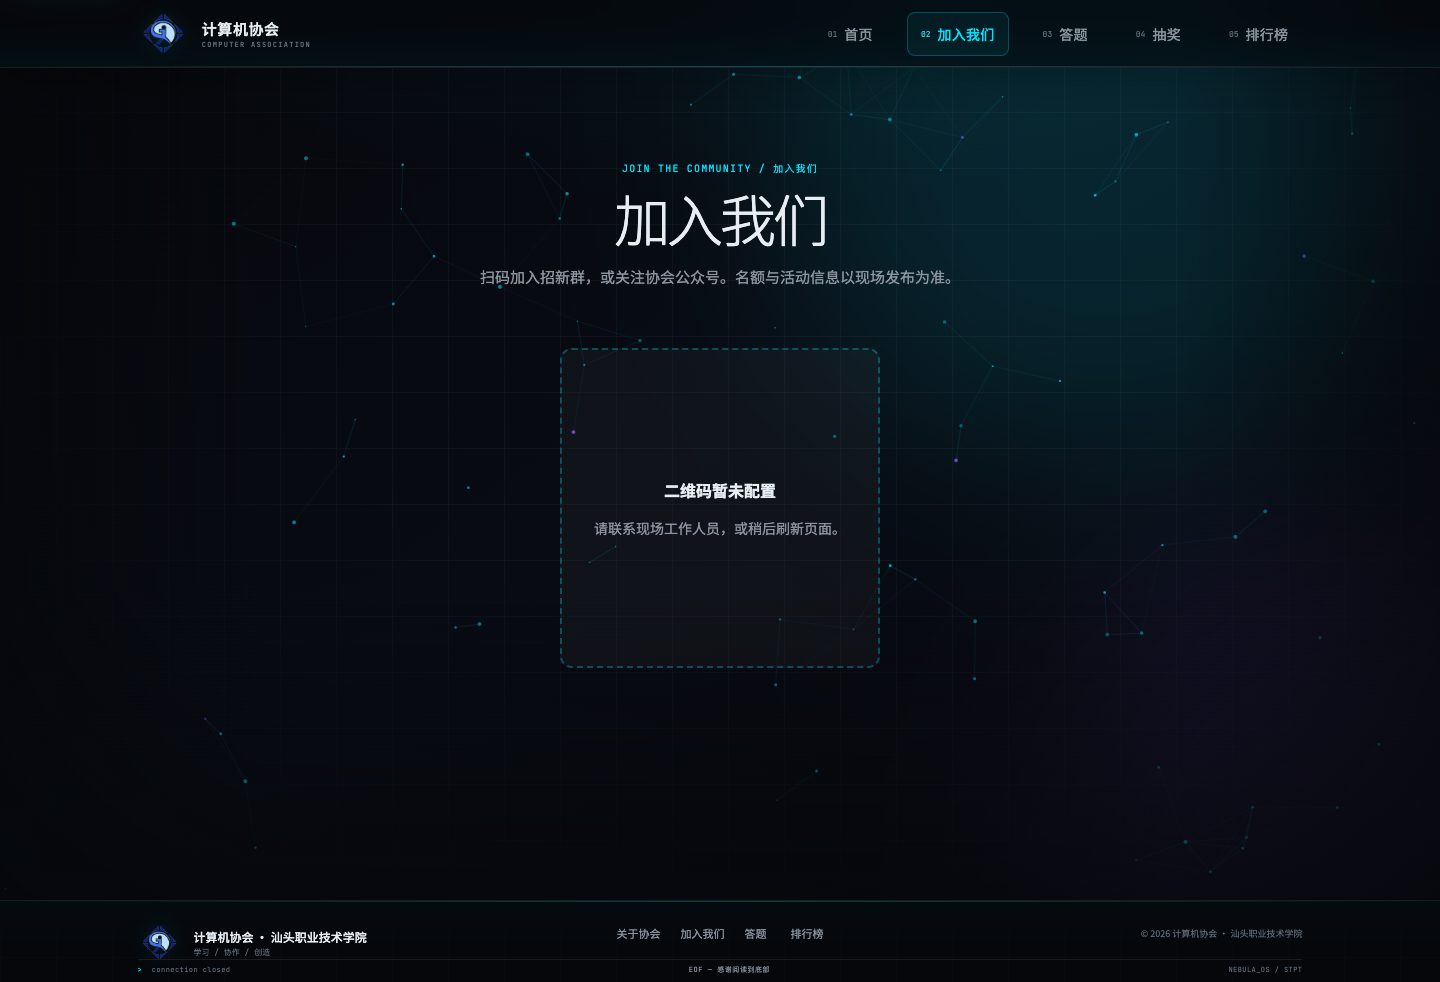 计算机协会
COMPUTER ASSOCIATION
01 首页
02 加入我们
03 答题
04 抽奖
05 排行榜
JOIN THE COMMUNITY / 加入我们
加入我们
扫码加入招新群，或关注协会公众号。名额与活动信息以现场发布为准。
二维码暂未配置
请联系现场工作人员，或稍后刷新页面。
计算机协会 · 汕头职业技术学院
学习 / 协作 / 创造
关于协会 加入我们 答题 排行榜
© 2026 计算机协会 · 汕头职业技术学院
> connection closed
EOF — 感谢阅读到底部
NEBULA_OS / STPT